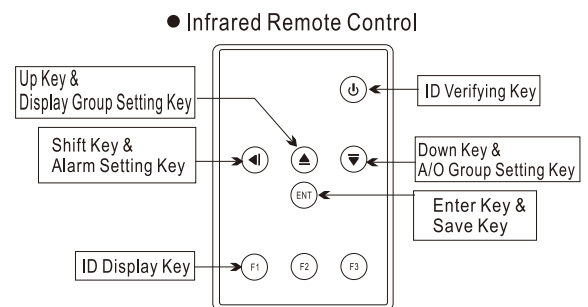 ● Infrared Remote Control
Up Key &
Display Group Setting Key
ID Verifying Key
Shift Key &
Alarm Setting Key
Down Key &
A/O Group Setting Key
ENT
Enter Key &
Save Key
ID Display Key
F1 F2 F3